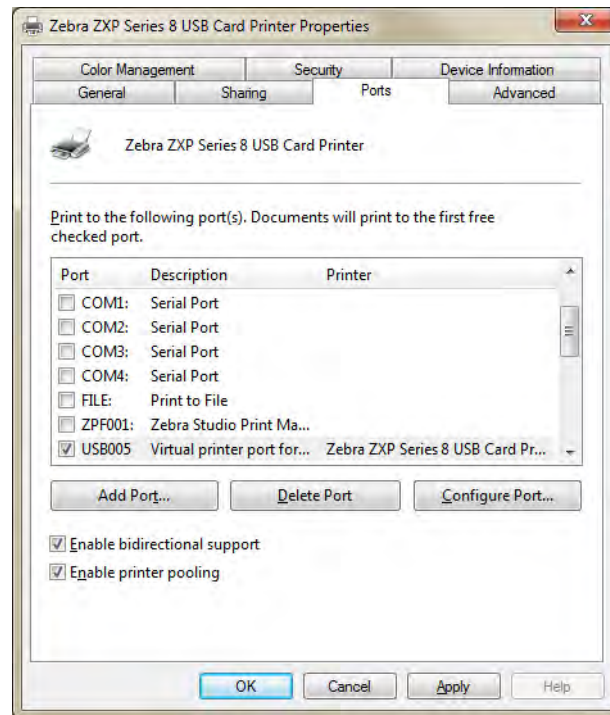 Zebra ZXP Series 8 USB Card Printer Properties
Color Management Security Device Information
General Sharing Ports Advanced
Zebra ZXP Series 8 USB Card Printer
Print to the following port(s). Documents will print to the first free
checked port.
Port Description Printer
COM1: Serial Port
COM2: Serial Port
COM3: Serial Port
COM4: Serial Port
FILE: Print to File
ZPF001: Zebra Studio Print Ma...
USB005 Virtual printer port for... Zebra ZXP Series 8 USB Card Pr...
Add Port... Delete Port Configure Port...
Enable bidirectional support
Enable printer pooling
OK Cancel Apply Help